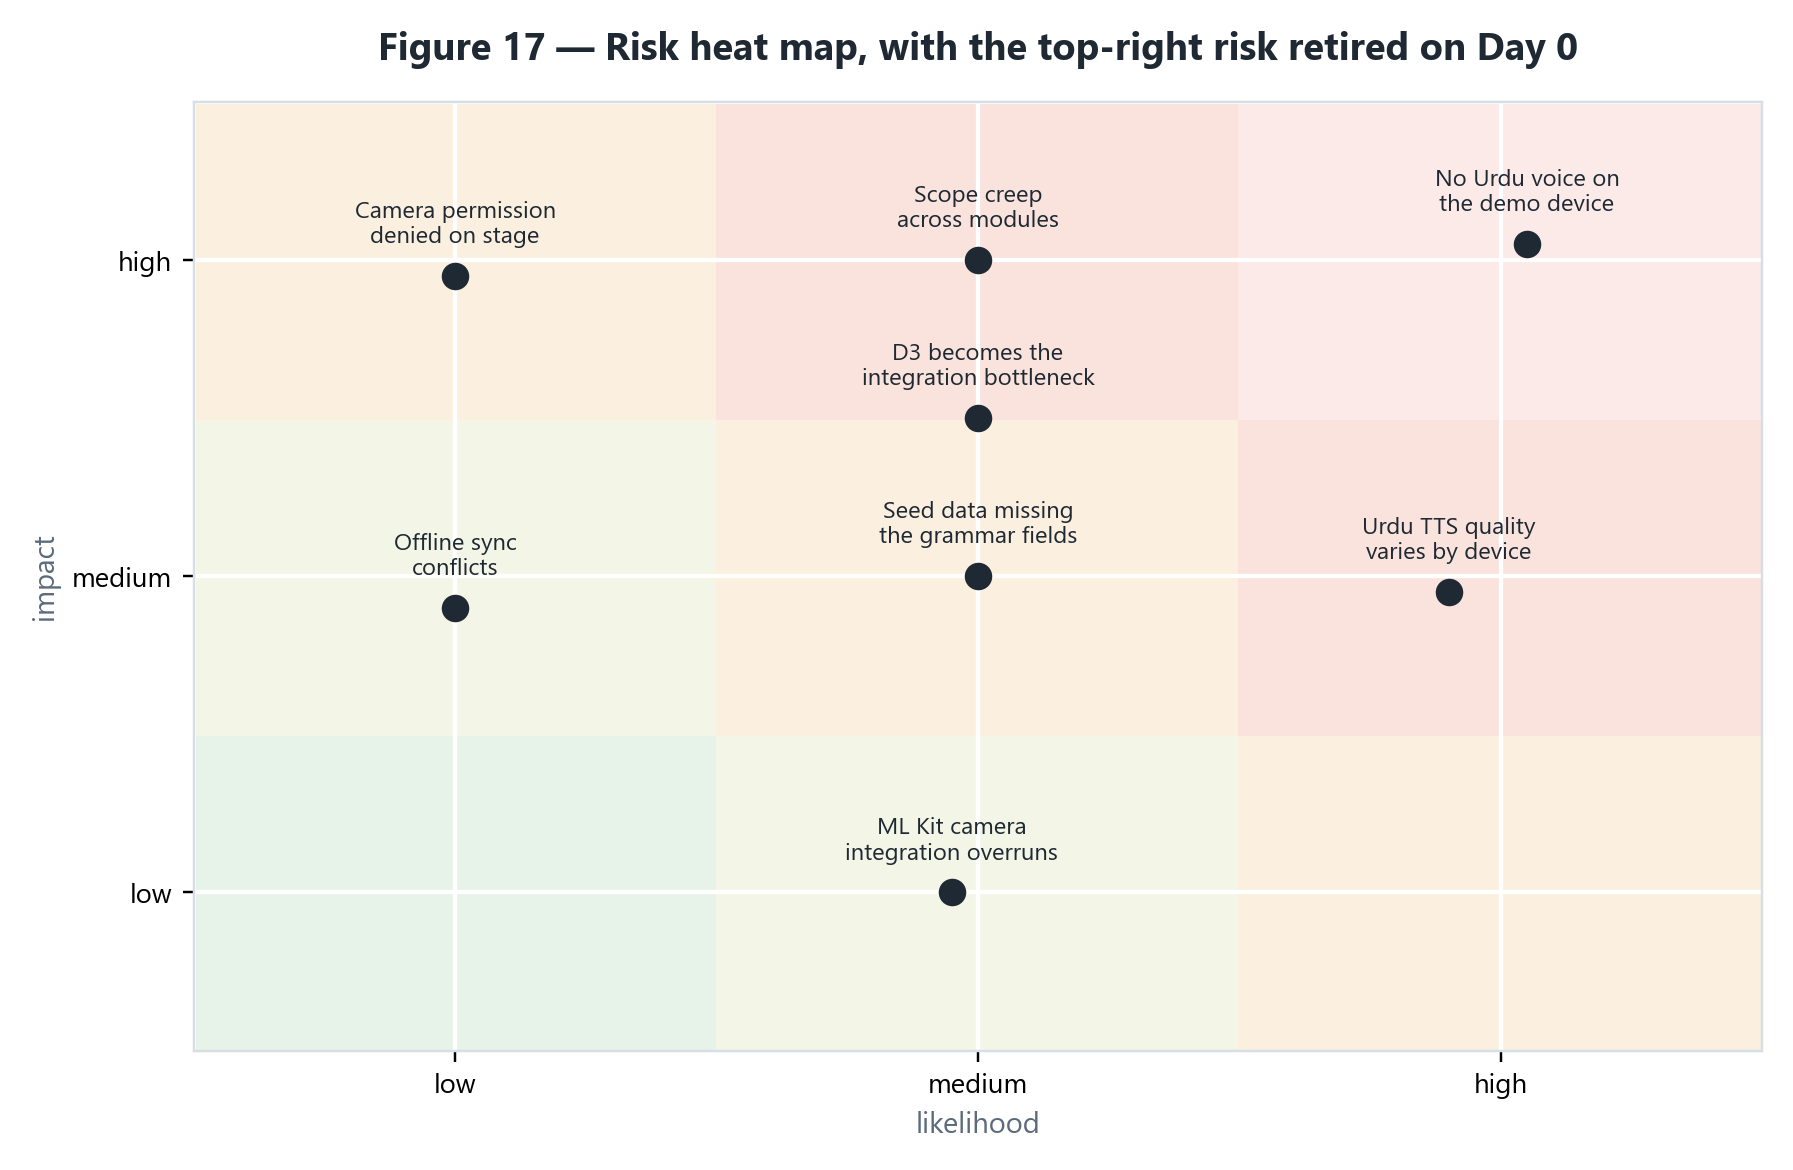 Figure 17 — Risk heat map, with the top-right risk retired on Day 0
No Urdu voice on
the demo device
Scope creep
across modules
Camera permission
denied on stage
high
D3 becomes the
integration bottleneck
Seed data missing
the grammar fields
Urdu TTS quality
varies by device
Offline sync
conflicts
medium
impact
ML Kit camera
integration overruns
low
low
medium
high
likelihood